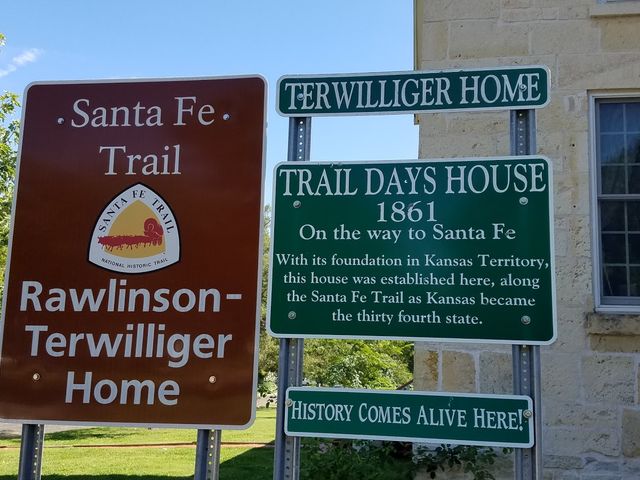 Santa Fe
Trail
SANTA FE TRAIL
NATIONAL HISTORIC TRAIL
Rawlinson-
Terwilliger
Home
TERWILLIGER HOME
TRAIL DAYS HOUSE
1861
On the way to Santa Fe
With its foundation in Kansas Territory,
this house was established here, along
the Santa Fe Trail as Kansas became
the thirty fourth state.
HISTORY COMES ALIVE HERE!